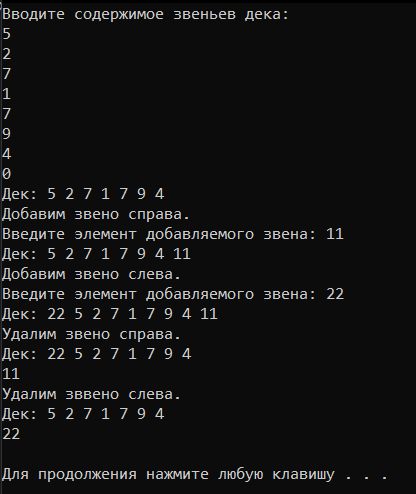 Вводите содержимое звеньев дека:
5
2
7
1
7
9
4
0
Дек: 5 2 7 1 7 9 4
Добавим звено справа.
Введите элемент добавляемого звена: 11
Дек: 5 2 7 1 7 9 4 11
Добавим звено слева.
Введите элемент добавляемого звена: 22
Дек: 22 5 2 7 1 7 9 4 11
Удалим звено справа.
Дек: 22 5 2 7 1 7 9 4
11
Удалим зввено слева.
Дек: 5 2 7 1 7 9 4
22
Для продолжения нажмите любую клавишу . . .